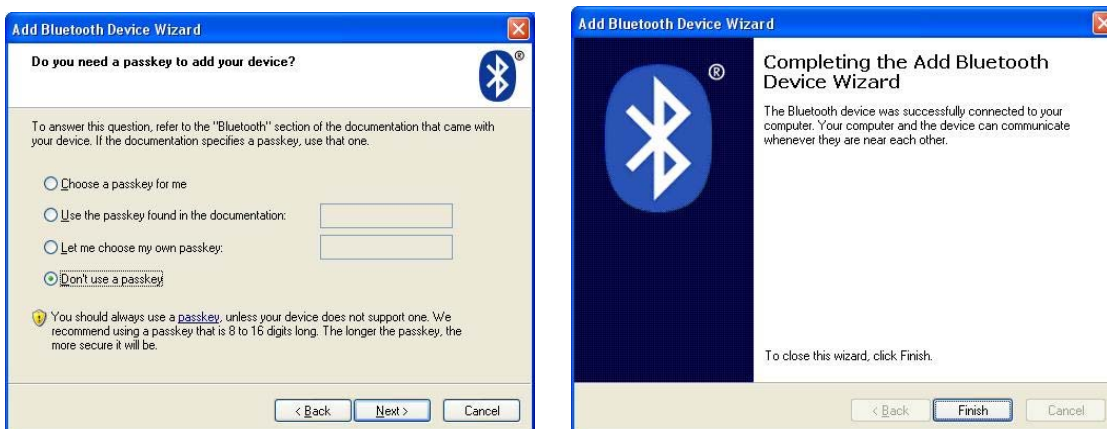 Add Bluetooth Device Wizard
Do you need a passkey to add your device?
®
To answer this question, refer to the "Bluetooth" section of the documentation that came with
your device. If the documentation specifies a passkey, use that one.
Choose a passkey for me
Use the passkey found in the documentation:
Let me choose my own passkey:
Don't use a passkey
You should always use a passkey, unless your device does not support one. We
recommend using a passkey that is 8 to 16 digits long. The longer the passkey, the
more secure it will be.
< Back
Next >
Cancel
Add Bluetooth Device Wizard
®
Completing the Add Bluetooth
Device Wizard
The Bluetooth device was successfully connected to your
computer. Your computer and the device can communicate
whenever they are near each other.
To close this wizard, click Finish.
< Back
Finish
Cancel